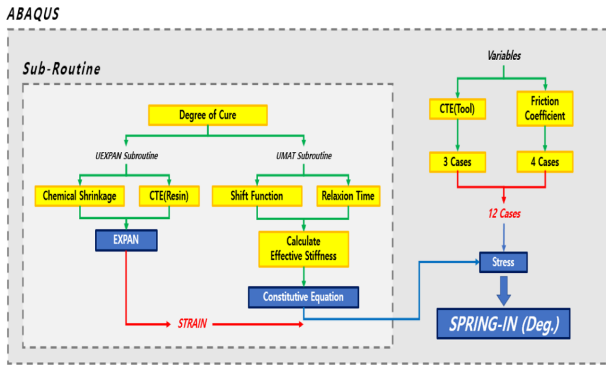 ABAQUS
Sub-Routine
Degree of Cure
UEXPAN Subroutine
UMAT Subroutine
Chemical Shrinkage
CTE(Resin)
Shift Function
Relaxion Time
EXPAN
Calculate
Effective Stiffness
Constitutive Equation
STRAIN
Variables
CTE(Tool)
Friction
Coefficient
3 Cases
4 Cases
12 Cases
Stress
SPRING-IN (Deg.)